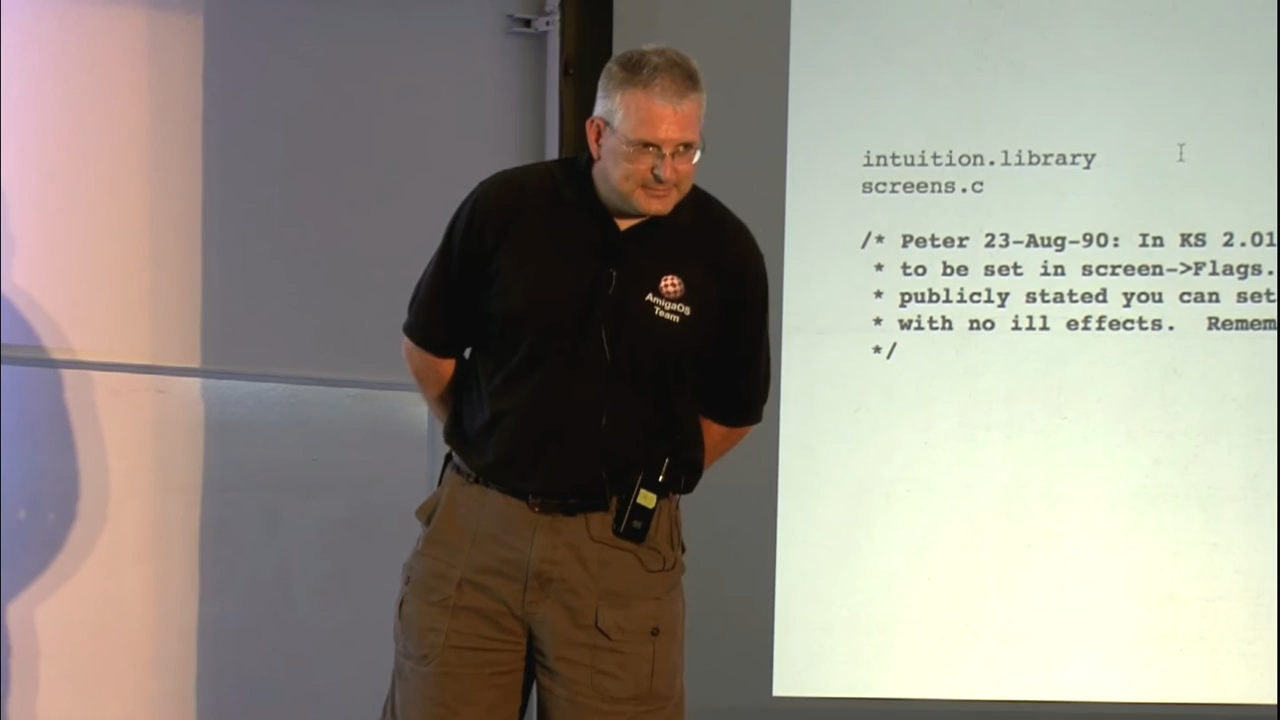 intuition.library
screens.c
/* Peter 23-Aug-90: In KS 2.01
* to be set in screen->Flags.
* publicly stated you can set
* with no ill effects. Remem
*/
AmigaOS
Team